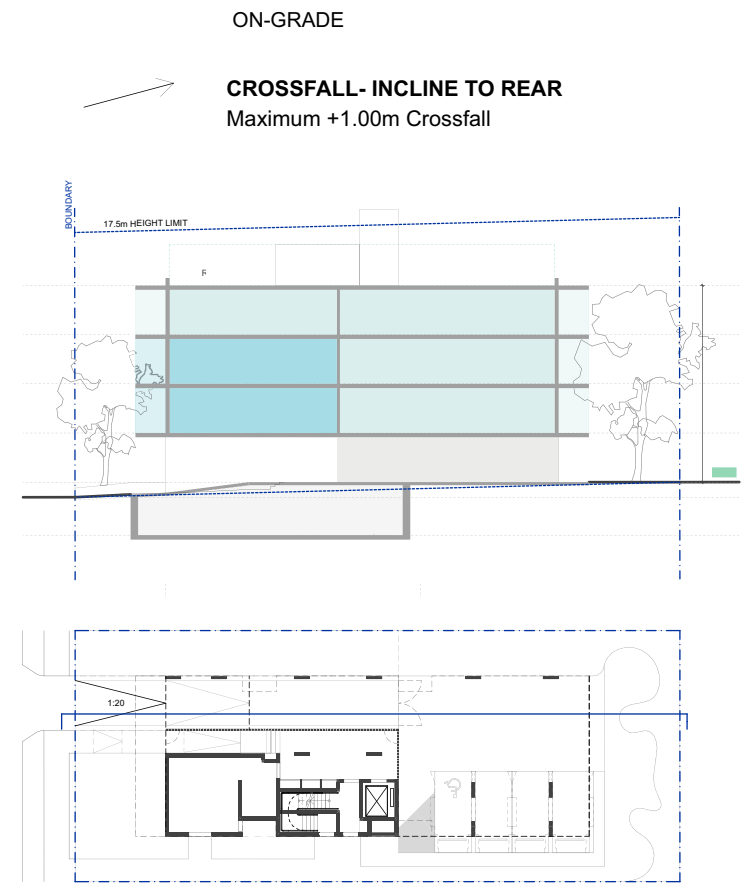 ON-GRADE
CROSSFALL- INCLINE TO REAR
Maximum +1.00m Crossfall
BOUNDARY
17.5m HEIGHT LIMIT
R
1:20